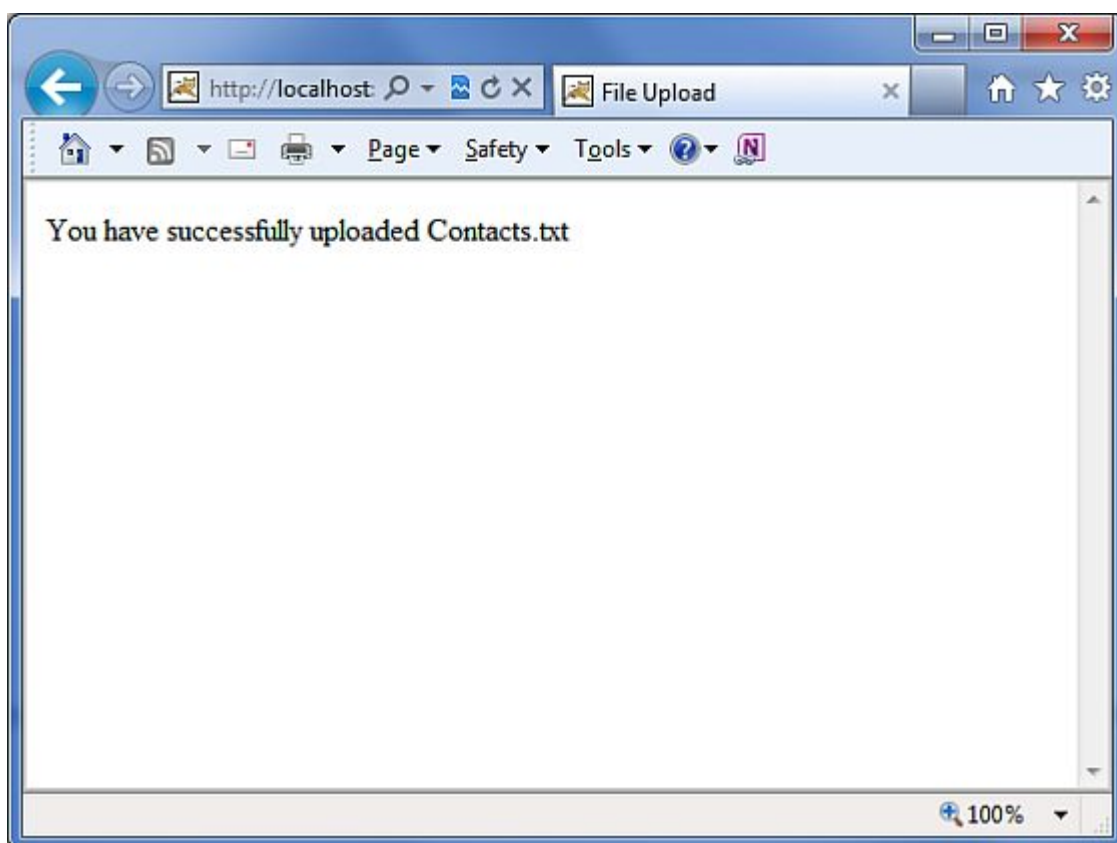 http://localhost:
File Upload
Page Safety Tools
You have successfully uploaded Contacts.txt
100%